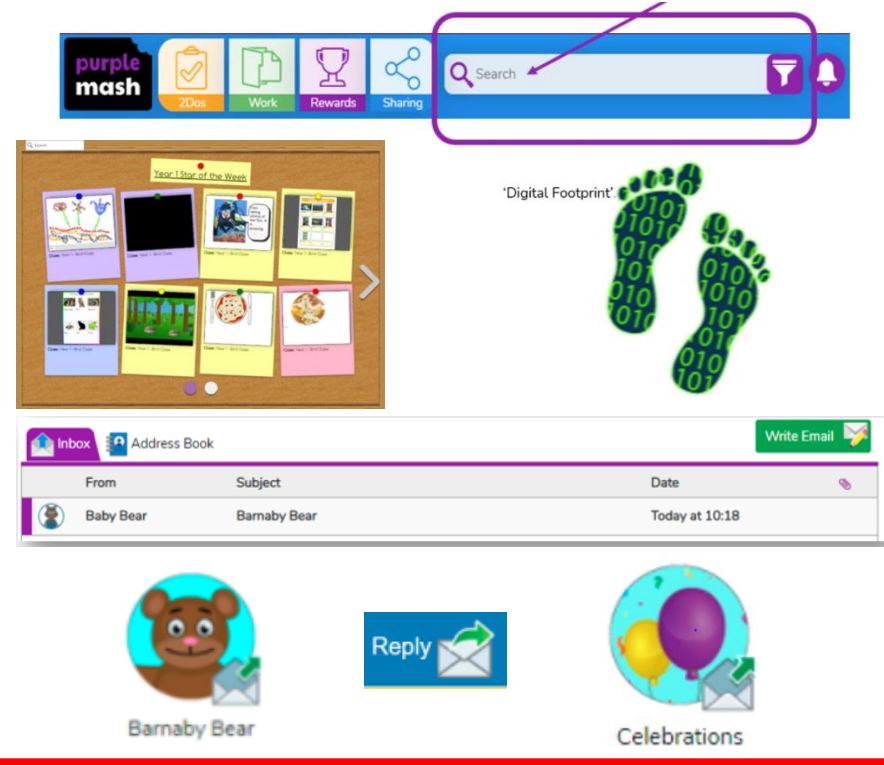 purple
mash
2Dos
Work
Rewards
Sharing
Search
Search
Year 1 Star of the Week
'Digital Footprint'.
Inbox
Address Book
Write Email
From
Subject
Date
Baby Bear
Barnaby Bear
Today at 10:18
Reply
Barnaby Bear
Celebrations